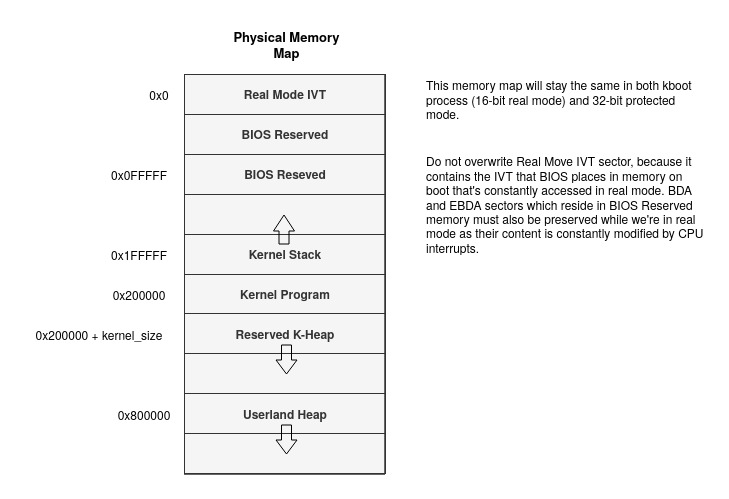 Physical Memory
Map
0x0
Real Mode IVT
BIOS Reserved
0x0FFFFF
BIOS Reseved
0x1FFFFF
Kernel Stack
0x200000
Kernel Program
0x200000 + kernel_size
Reserved K-Heap
0x800000
Userland Heap
This memory map will stay the same in both kboot
process (16-bit real mode) and 32-bit protected
mode.
Do not overwrite Real Move IVT sector, because it
contains the IVT that BIOS places in memory on
boot that's constantly accessed in real mode. BDA
and EBDA sectors which reside in BIOS Reserved
memory must also be preserved while we're in real
mode as their content is constantly modified by CPU
interrupts.